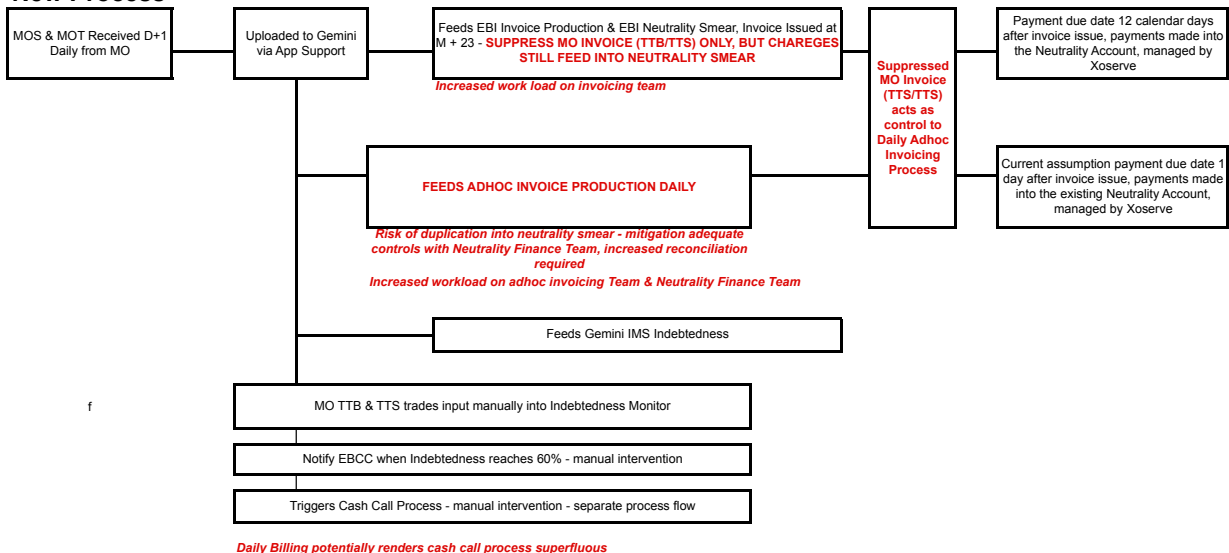 MOS & MOT Received D+1
Daily from MO
Uploaded to Gemini
via App Support
Feeds EBI Invoice Production & EBI Neutrality Smear, Invoice Issued at
M + 23 - SUPPRESS MO INVOICE (TTB/TTS) ONLY, BUT CHAREGES
STILL FEED INTO NEUTRALITY SMEAR
Increased work load on invoicing team
Suppressed
MO Invoice
(TTS/TTS)
acts as
control to
Daily Adhoc
Invoicing
Process
Payment due date 12 calendar days
after invoice issue, payments made into
the Neutrality Account, managed by
Xoserve
FEEDS ADHOC INVOICE PRODUCTION DAILY
Current assumption payment due date 1
day after invoice issue, payments made
into the existing Neutrality Account,
managed by Xoserve
Risk of duplication into neutrality smear - mitigation adequate
controls with Neutrality Finance Team, increased reconciliation
required
Increased workload on adhoc invoicing Team & Neutrality Finance Team
Feeds Gemini IMS Indebtedness
f
MO TTB & TTS trades input manually into Indebtedness Monitor
Notify EBCC when Indebtedness reaches 60% - manual intervention
Triggers Cash Call Process - manual intervention - separate process flow
Daily Billing potentially renders cash call process superfluous